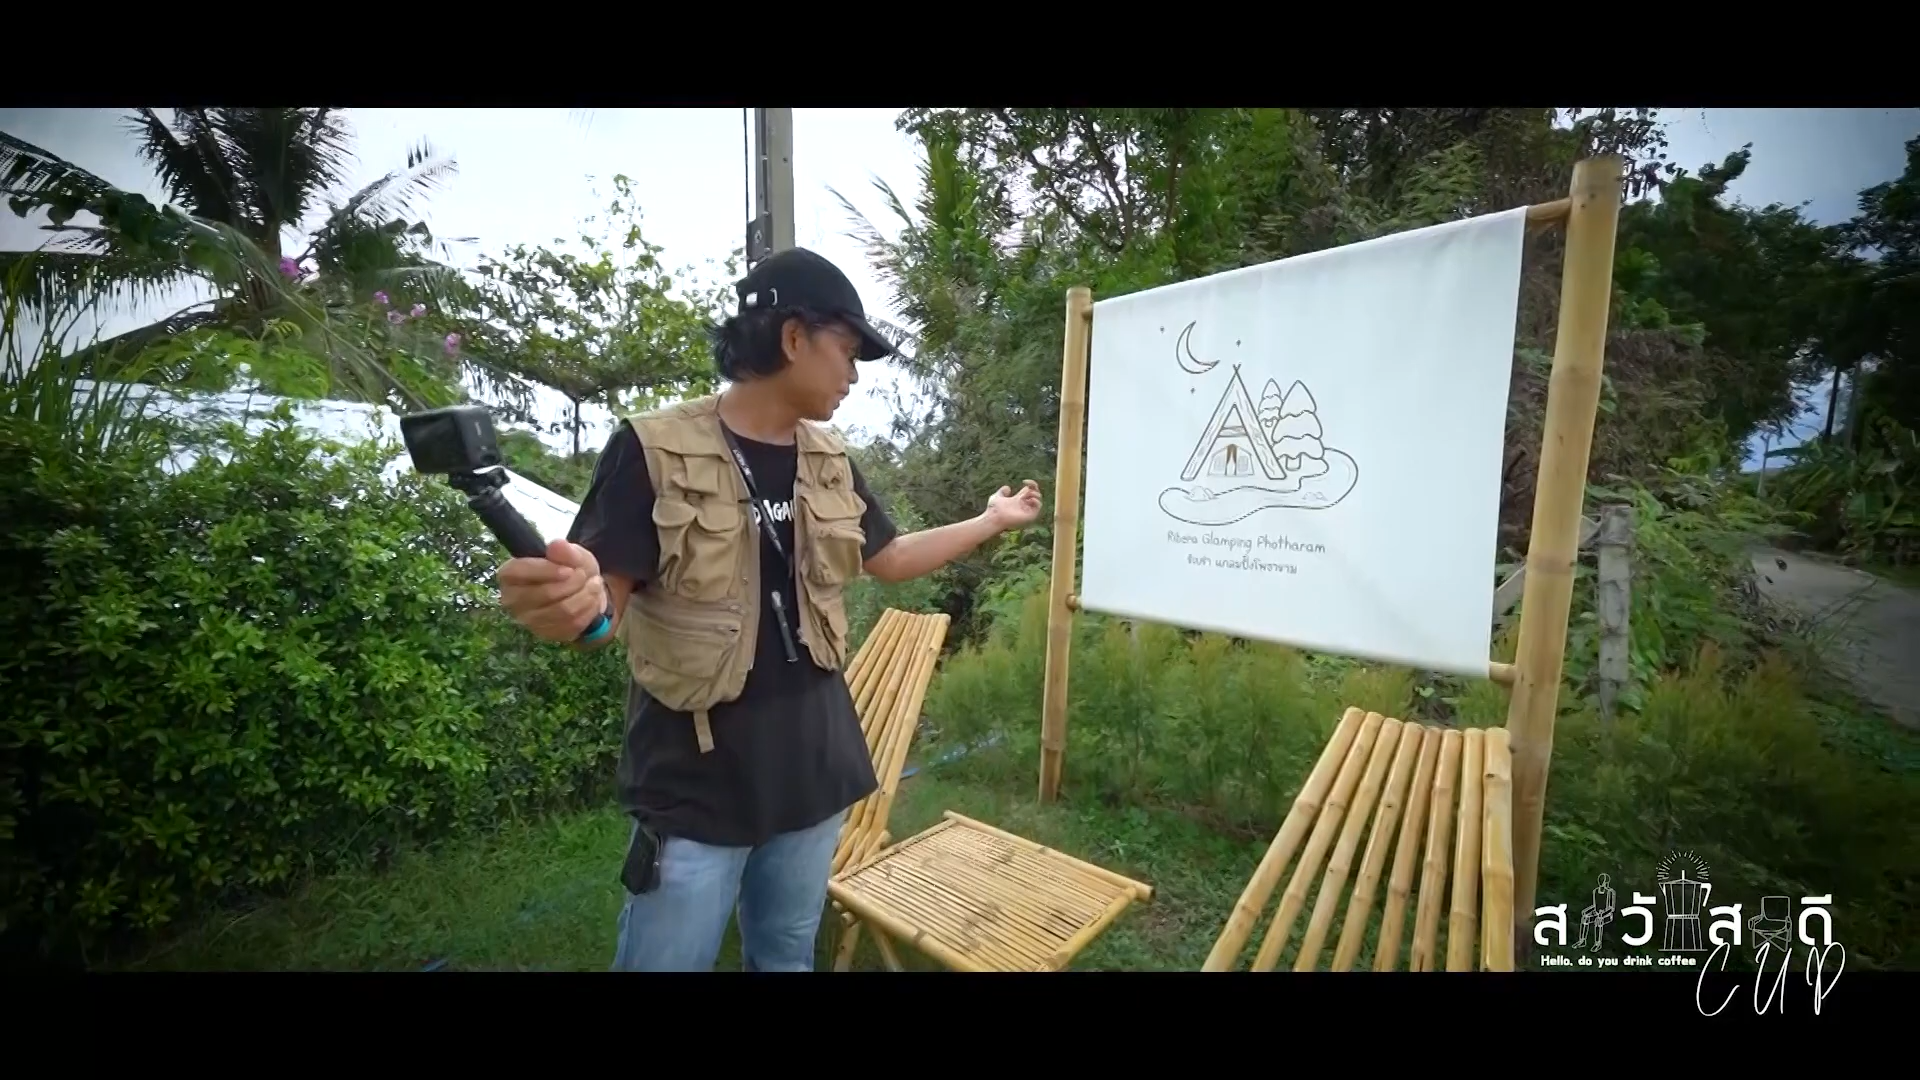 Ribera Glamping Photharam
ริเบร่า แกลมปิ้งโพธาราม
สวัสดี
Hello, do you drink coffee
CUP